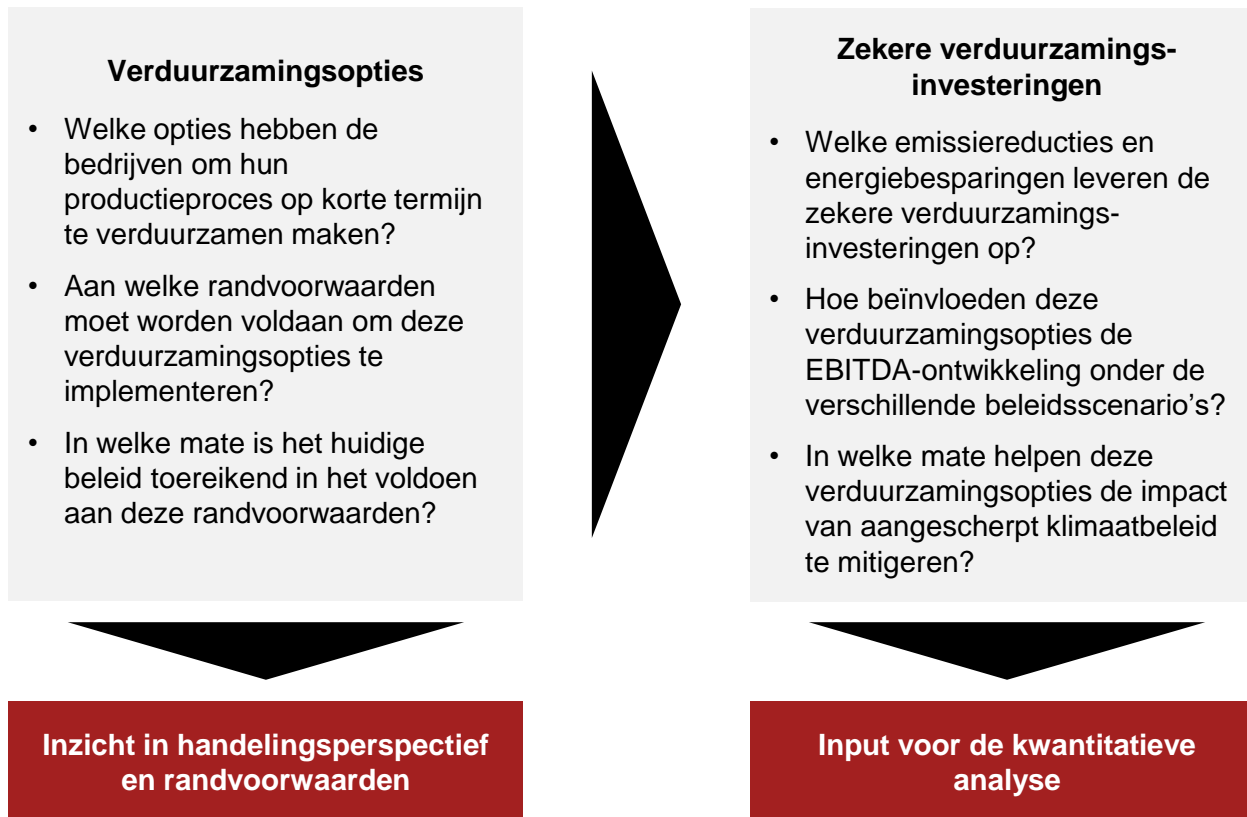 Verduurzamingsopties
• Welke opties hebben de
bedrijven om hun
productieproces op korte termijn
te verduurzamen maken?
• Aan welke randvoorwaarden
moet worden voldaan om deze
verduurzamingsopties te
implementeren?
• In welke mate is het huidige
beleid toereikend in het voldoen
aan deze randvoorwaarden?
Inzicht in handelingsperspectief
en randvoorwaarden
Zekere verduurzamings-
investeringen
• Welke emissiereducties en
energiebesparingen leveren de
zekere verduurzamings-
investeringen op?
• Hoe beïnvloeden deze
verduurzamingsopties de
EBITDA-ontwikkeling onder de
verschillende beleidsscenario’s?
• In welke mate helpen deze
verduurzamingsopties de impact
van aangescherpt klimaatbeleid
te mitigeren?
Input voor de kwantitatieve
analyse